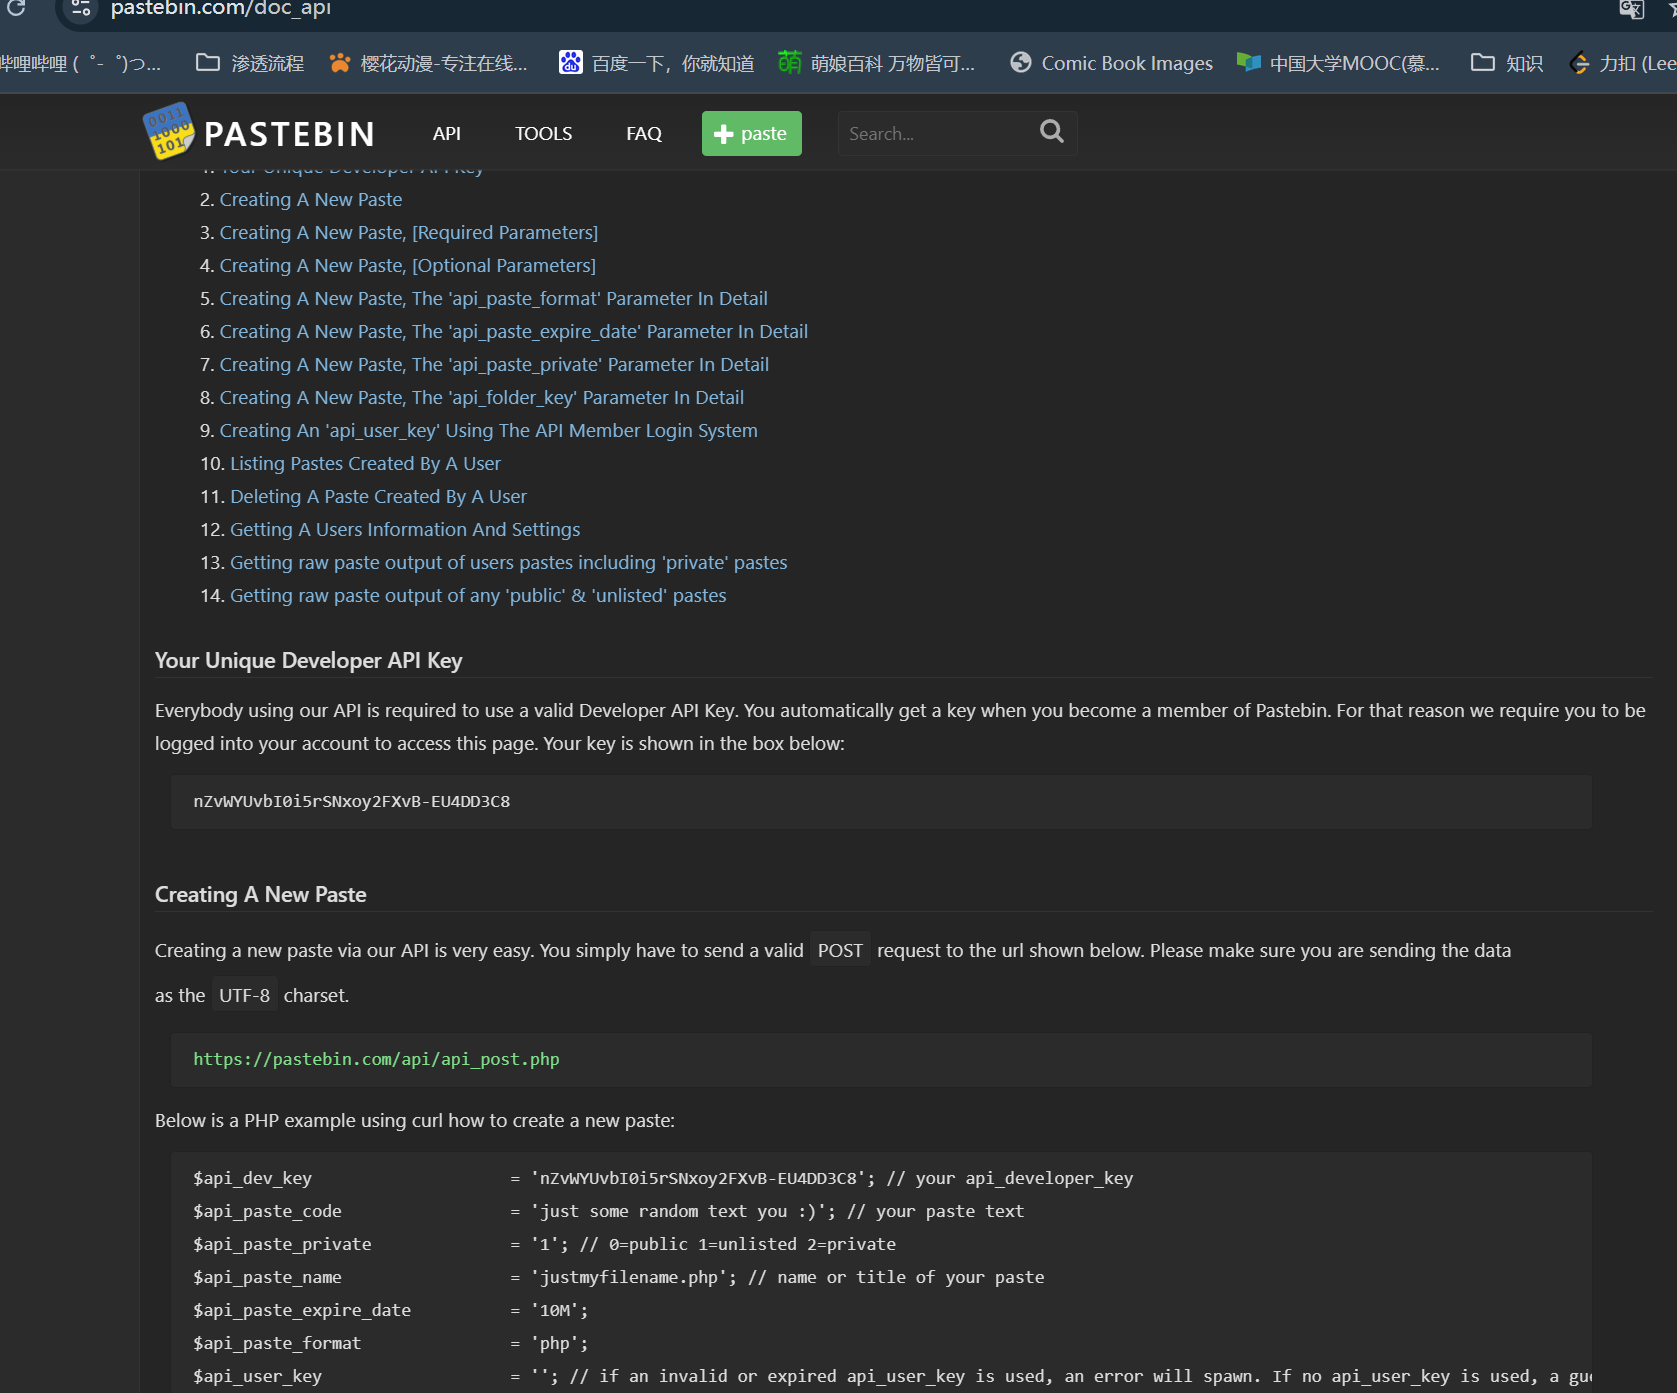 pastebin.com/doc_api
哔哩哔哩 (゜-゜)つ... 渗透流程 樱花动漫-专注在线... 百度一下，你就知道 萌娘百科 万物皆可... Comic Book Images 中国大学MOOC(慕... 知识 力扣 (Lee
PASTEBIN API TOOLS FAQ + paste Search...
1. Your Unique Developer API Key
2. Creating A New Paste
3. Creating A New Paste, [Required Parameters]
4. Creating A New Paste, [Optional Parameters]
5. Creating A New Paste, The 'api_paste_format' Parameter In Detail
6. Creating A New Paste, The 'api_paste_expire_date' Parameter In Detail
7. Creating A New Paste, The 'api_paste_private' Parameter In Detail
8. Creating A New Paste, The 'api_folder_key' Parameter In Detail
9. Creating An 'api_user_key' Using The API Member Login System
10. Listing Pastes Created By A User
11. Deleting A Paste Created By A User
12. Getting A Users Information And Settings
13. Getting raw paste output of users pastes including 'private' pastes
14. Getting raw paste output of any 'public' & 'unlisted' pastes
Your Unique Developer API Key
Everybody using our API is required to use a valid Developer API Key. You automatically get a key when you become a member of Pastebin. For that reason we require you to be
logged into your account to access this page. Your key is shown in the box below:
nZvWYUvbI0i5rSNxoy2FXvB-EU4DD3C8
Creating A New Paste
Creating a new paste via our API is very easy. You simply have to send a valid POST request to the url shown below. Please make sure you are sending the data
as the UTF-8 charset.
https://pastebin.com/api/api_post.php
Below is a PHP example using curl how to create a new paste:
$api_dev_key = 'nZvWYUvbI0i5rSNxoy2FXvB-EU4DD3C8'; // your api_developer_key
$api_paste_code = 'just some random text you :)'; // your paste text
$api_paste_private = '1'; // 0=public 1=unlisted 2=private
$api_paste_name = 'justmyfilename.php'; // name or title of your paste
$api_paste_expire_date = '10M';
$api_paste_format = 'php';
$api_user_key = ''; // if an invalid or expired api_user_key is used, an error will spawn. If no api_user_key is used, a gu